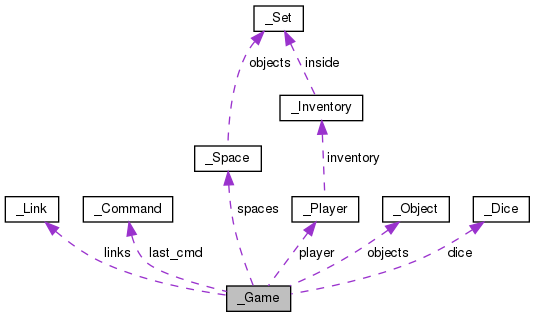 _Set
objects
inside
_Inventory
_Space
inventory
_Link
_Command
spaces
_Player
_Object
_Dice
links
last_cmd
player
objects
dice
_Game